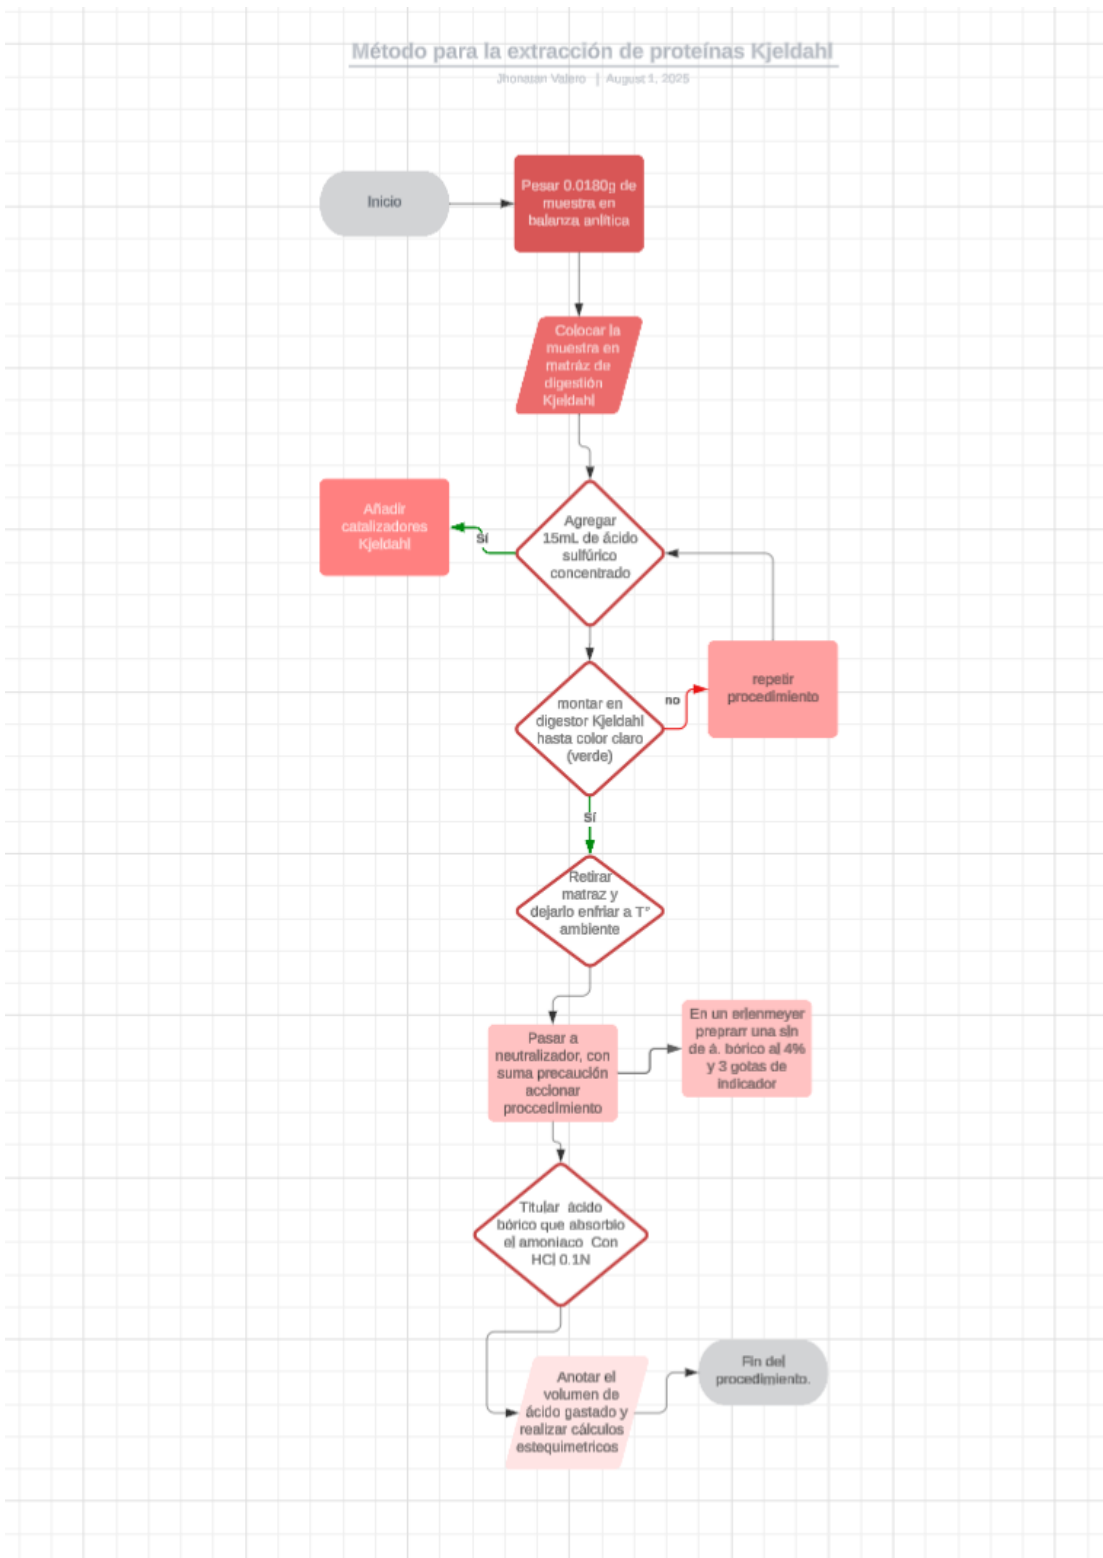 Método para la extracción de proteínas Kjeldahl
Jhonatan Valero | August 1, 2025
Inicio
Pesar 0.0180g de
muestra en
balanza anlítica
Colocar la
muestra en
matráz de
digestión
Kjeldahl
Agregar
15mL de ácido
sulfúrico
concentrado
Sí
Añadir
catalizadores
Kjeldahl
montar en
digestor Kjeldahl
hasta color claro
(verde)
no
repetir
procedimiento
Sí
Retirar
matraz y
dejarlo enfriar a T°
ambiente
Pasar a
neutralizador, con
suma precaución
accionar
proccedimiento
En un erlenmeyer
preprarr una sln
de á. bórico al 4%
y 3 gotas de
indicador
Titular ácido
bórico que absorbio
el amoniaco Con
HCl 0.1N
Anotar el
volumen de
ácido gastado y
realizar cálculos
estequimetricos
Fin del
procedimiento.